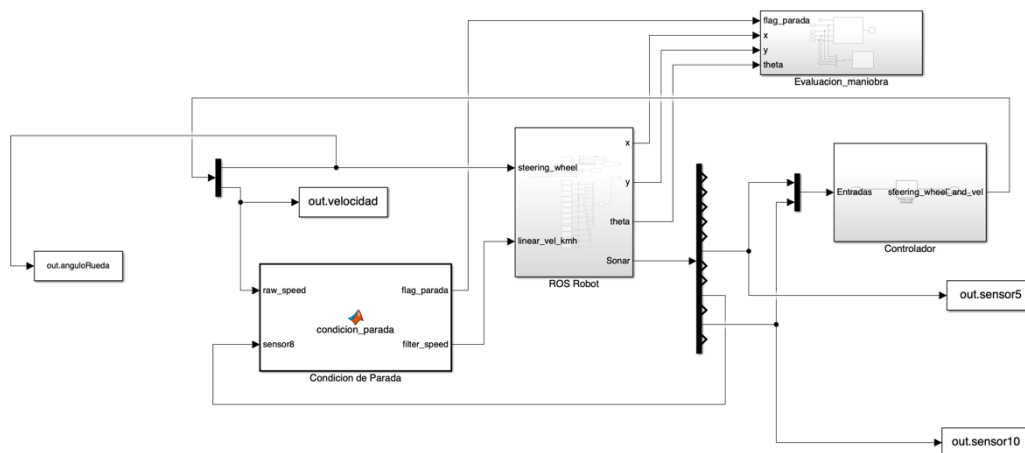 flag_parada
x
y
theta
Evaluacion_maniobra
steering_wheel
x
y
theta
linear_vel_kmh
Sonar
ROS Robot
Entradas
steering_wheel_and_vel
Controlador
out.velocidad
out.anguloRueda
raw_speed
flag_parada
condicion_parada
sensor8
filter_speed
Condicion de Parada
out.sensor5
out.sensor10